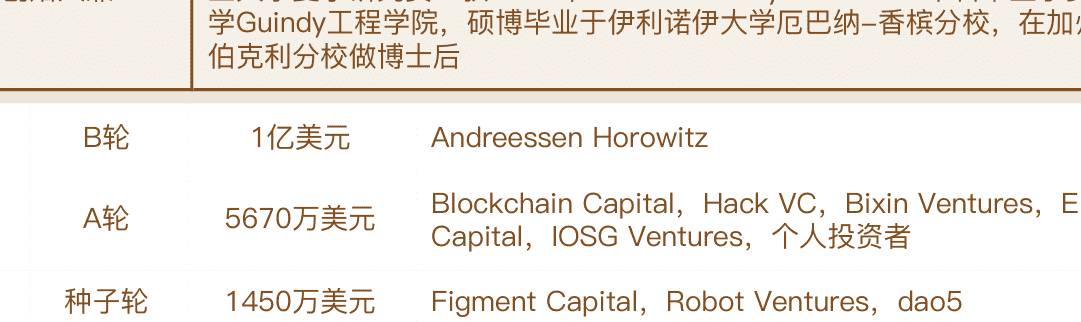 学Guindy工程学院，硕博毕业于伊利诺伊大学厄巴纳-香槟分校，在加
伯克利分校做博士后
B轮 1亿美元 Andreessen Horowitz
A轮 5670万美元 Blockchain Capital，Hack VC，Bixin Ventures，E
Capital，IOSG Ventures，个人投资者
种子轮 1450万美元 Figment Capital，Robot Ventures，dao5